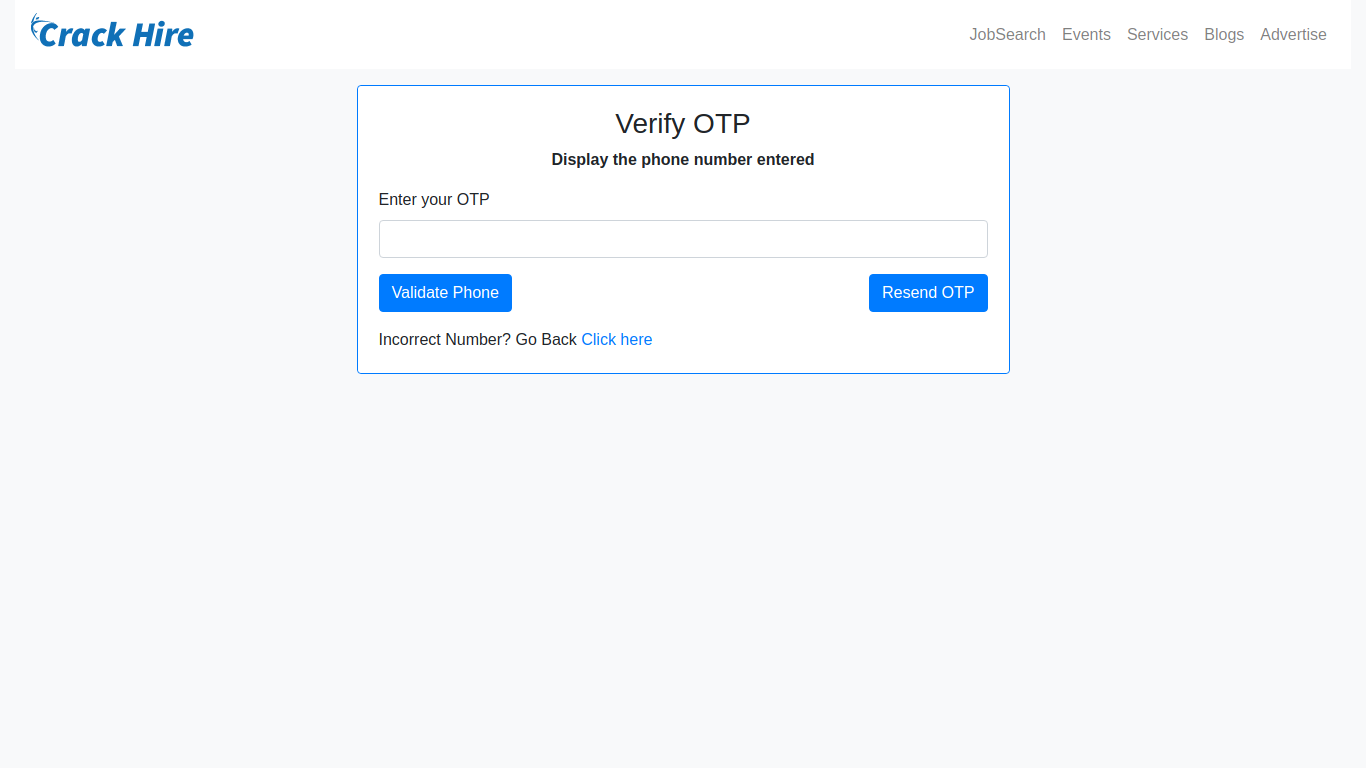 Crack Hire
JobSearch Events Services Blogs Advertise
Verify OTP
Display the phone number entered
Enter your OTP
Validate Phone Resend OTP
Incorrect Number? Go Back Click here